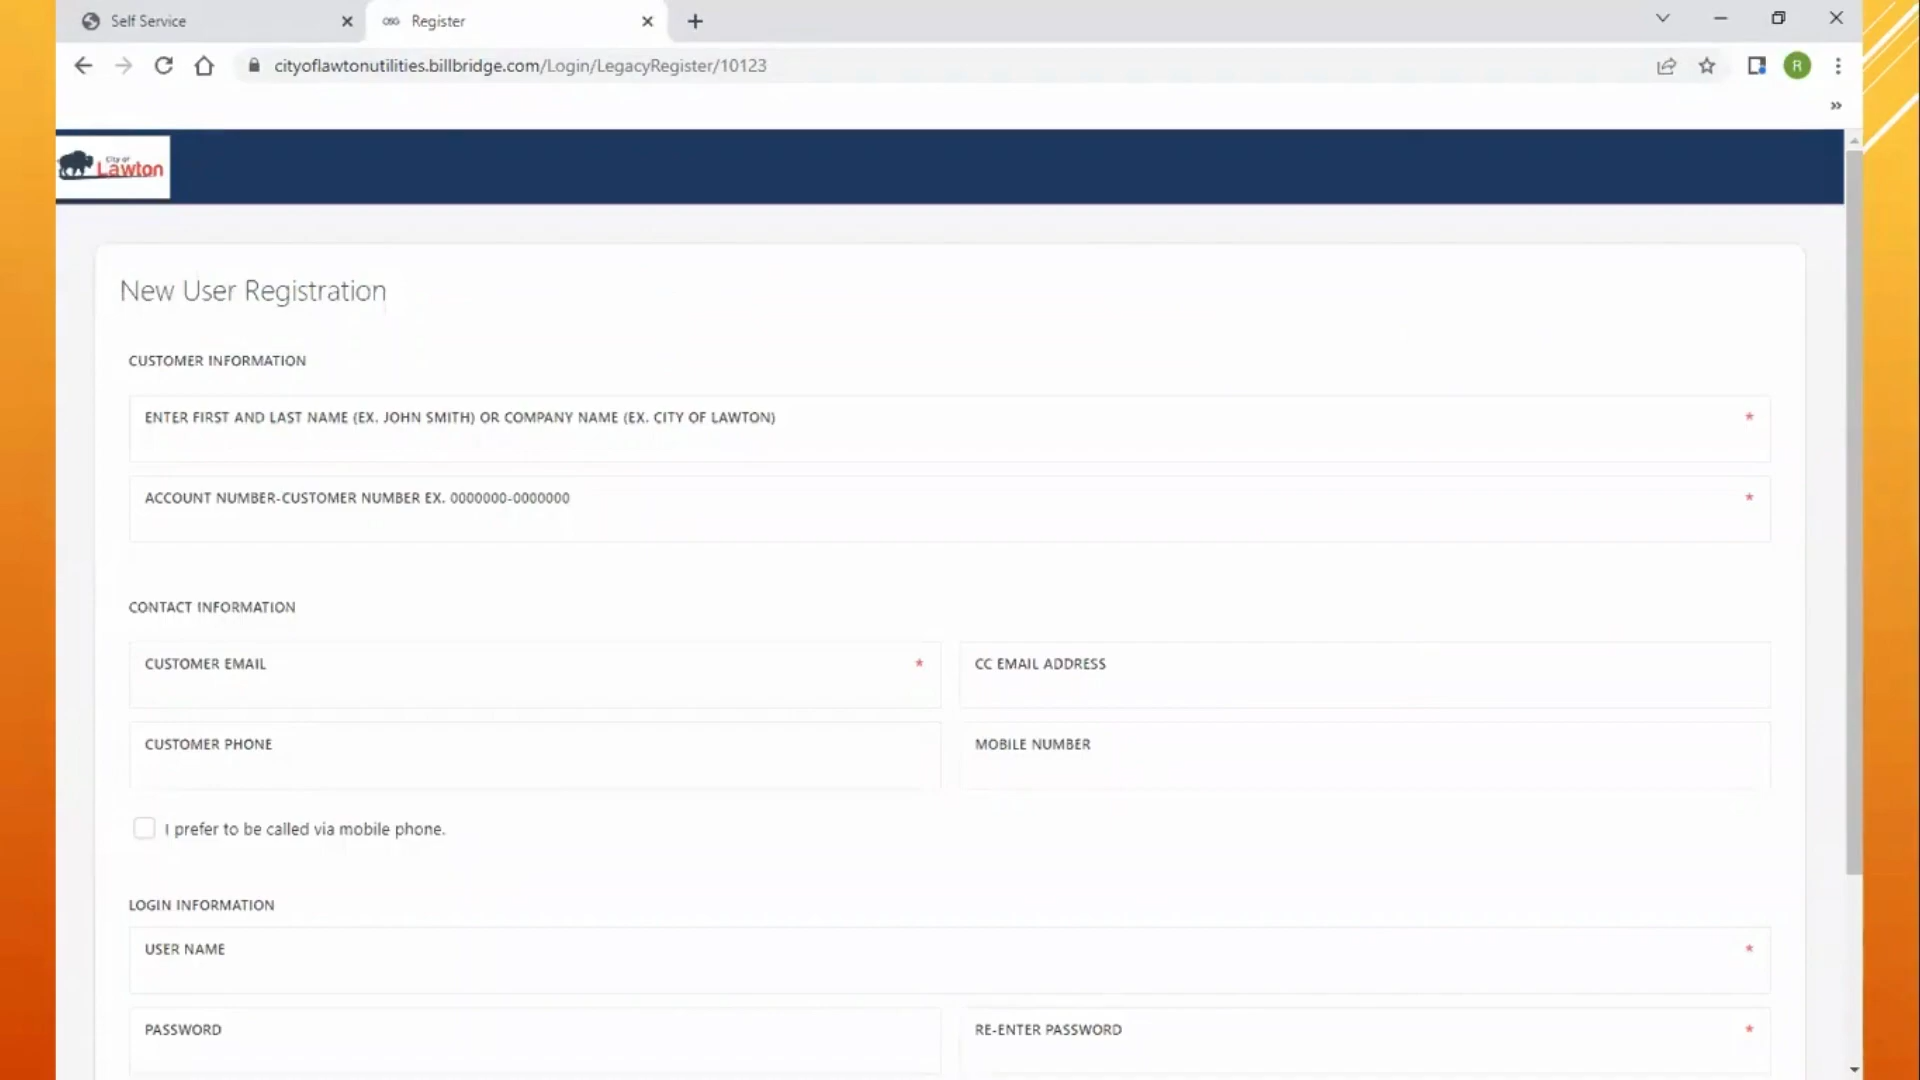 Self Service
OSG Register
cityoflawtonutilities.billbridge.com/Login/LegacyRegister/10123
R
City of
Lawton
New User Registration
CUSTOMER INFORMATION
ENTER FIRST AND LAST NAME (EX. JOHN SMITH) OR COMPANY NAME (EX. CITY OF LAWTON) *
ACCOUNT NUMBER-CUSTOMER NUMBER EX. 0000000-0000000 *
CONTACT INFORMATION
CUSTOMER EMAIL *
CC EMAIL ADDRESS
CUSTOMER PHONE
MOBILE NUMBER
I prefer to be called via mobile phone.
LOGIN INFORMATION
USER NAME *
PASSWORD
RE-ENTER PASSWORD *